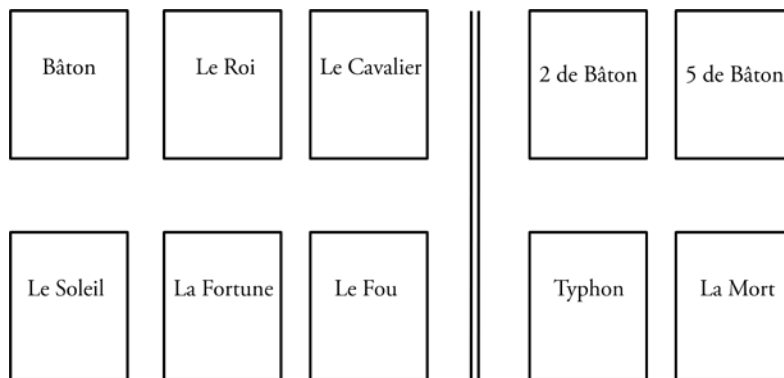 Bâton Le Roi Le Cavalier 2 de Bâton 5 de Bâton
Le Soleil La Fortune Le Fou Typhon La Mort